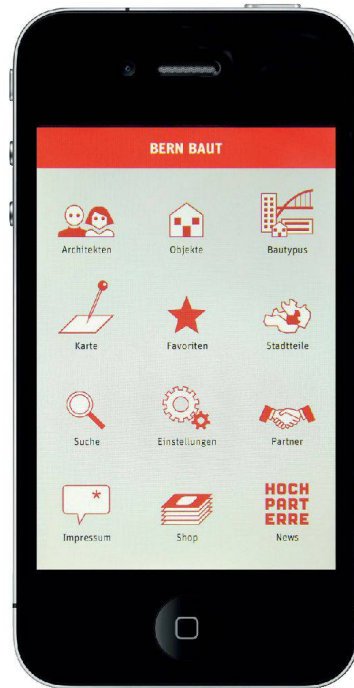 BERN BAUT
Architekten
Objekte
Bautypus
Karte
Favoriten
Stadtteile
Suche
Einstellungen
Partner
*
Impressum
Shop
HOCH
PART
ERRE
News